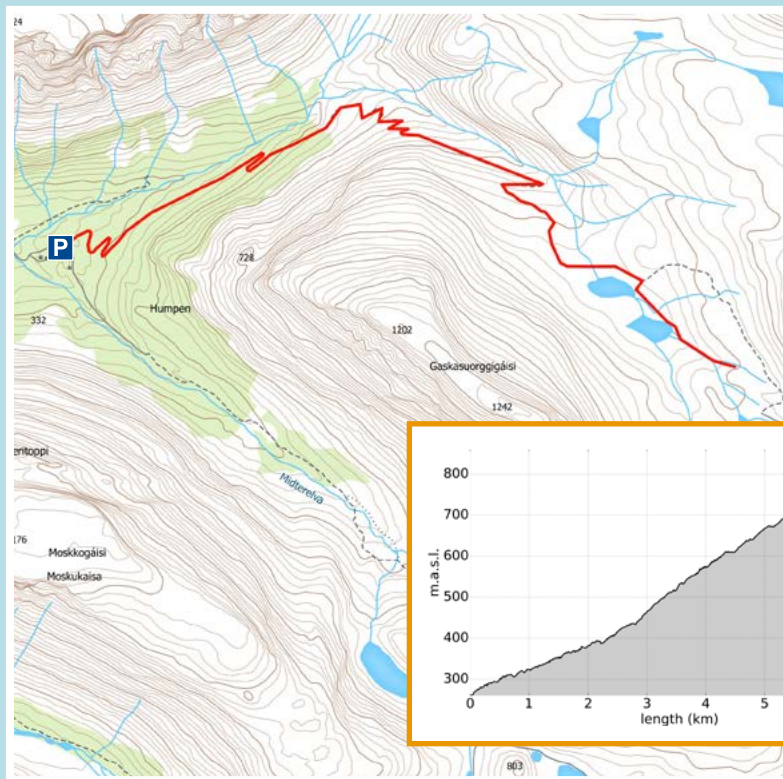 24
P
728
Humpen
332
1202
Gaskasuorggigáisi
1242
entoppi
Midterelva
176
Moskkogáisi
Moskukaisa
803
800
700
600
500
400
300
m.a.s.l.
0 1 2 3 4 5
length (km)